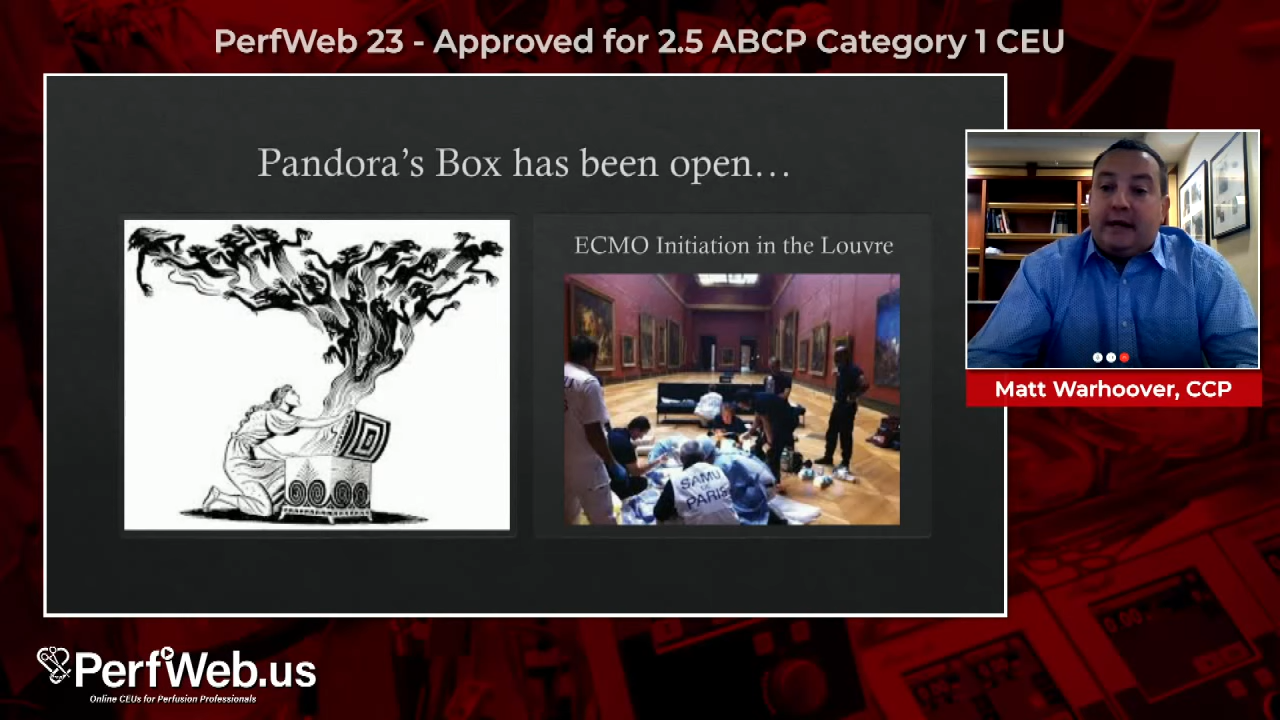 PerfWeb 23 - Approved for 2.5 ABCP Category 1 CEU
Pandora's Box has been open...
ECMO Initiation in the Louvre
SAMU
DE
PARIS
Matt Warhoover, CCP
PerfWeb.us
Online CEUs for Perfusion Professionals